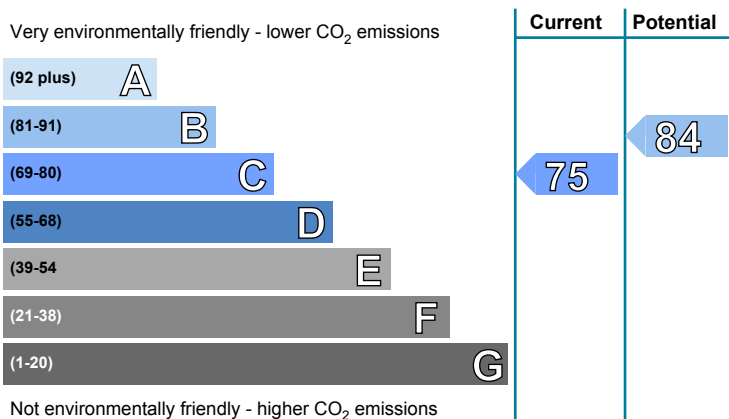 Very environmentally friendly - lower CO2 emissions
Current
Potential
(92 plus) A
(81-91) B
84
(69-80) C
75
(55-68) D
(39-54 E
(21-38) F
(1-20) G
Not environmentally friendly - higher CO2 emissions